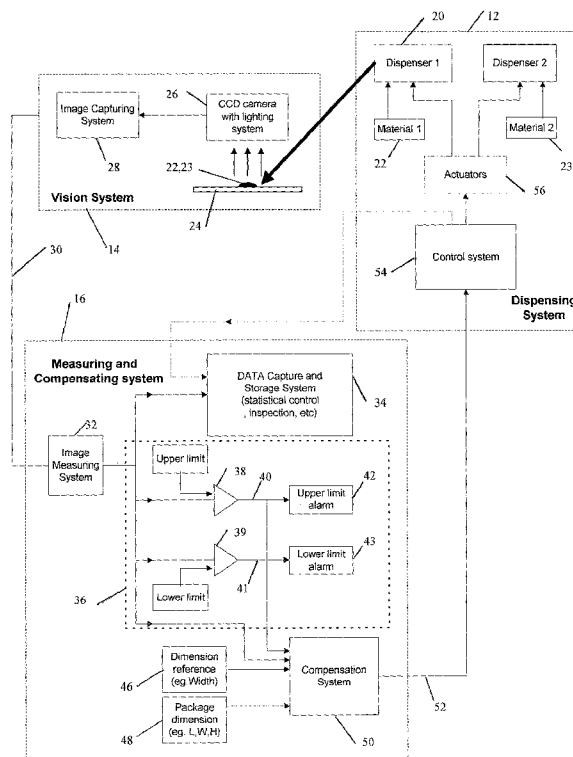 20
12
Dispenser 1
Dispenser 2
Material 1
Material 2
22
23
Actuators
56
54
Control system
Dispensing
System
26
Image Capturing
System
CCD camera
with lighting
system
28
22,23
Vision System
24
14
30
16
Measuring and
Compensating system
DATA Capture and
Storage System
(statistical control
, inspection, etc)
34
32
Image
Measuring
System
Upper limit
38
40
42
Upper limit
alarm
39
43
Lower limit
alarm
41
36
Lower limit
Dimension
reference
(eg.Width)
46
Compensation
System
52
Package
dimension
(eg. L,W,H)
48
50